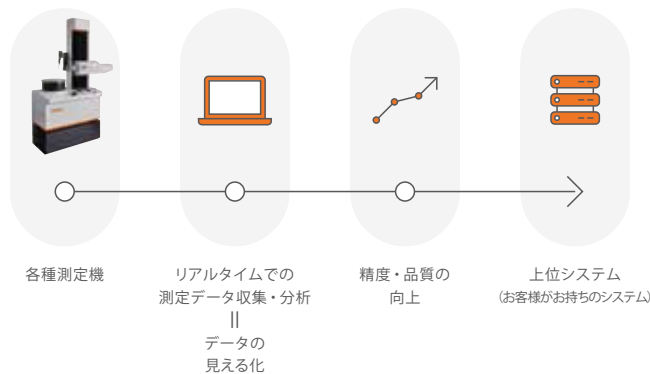 各種測定機
リアルタイムでの
測定データ収集・分析
||
データの
見える化
精度・品質の
向上
上位システム
(お客様がお持ちのシステム)